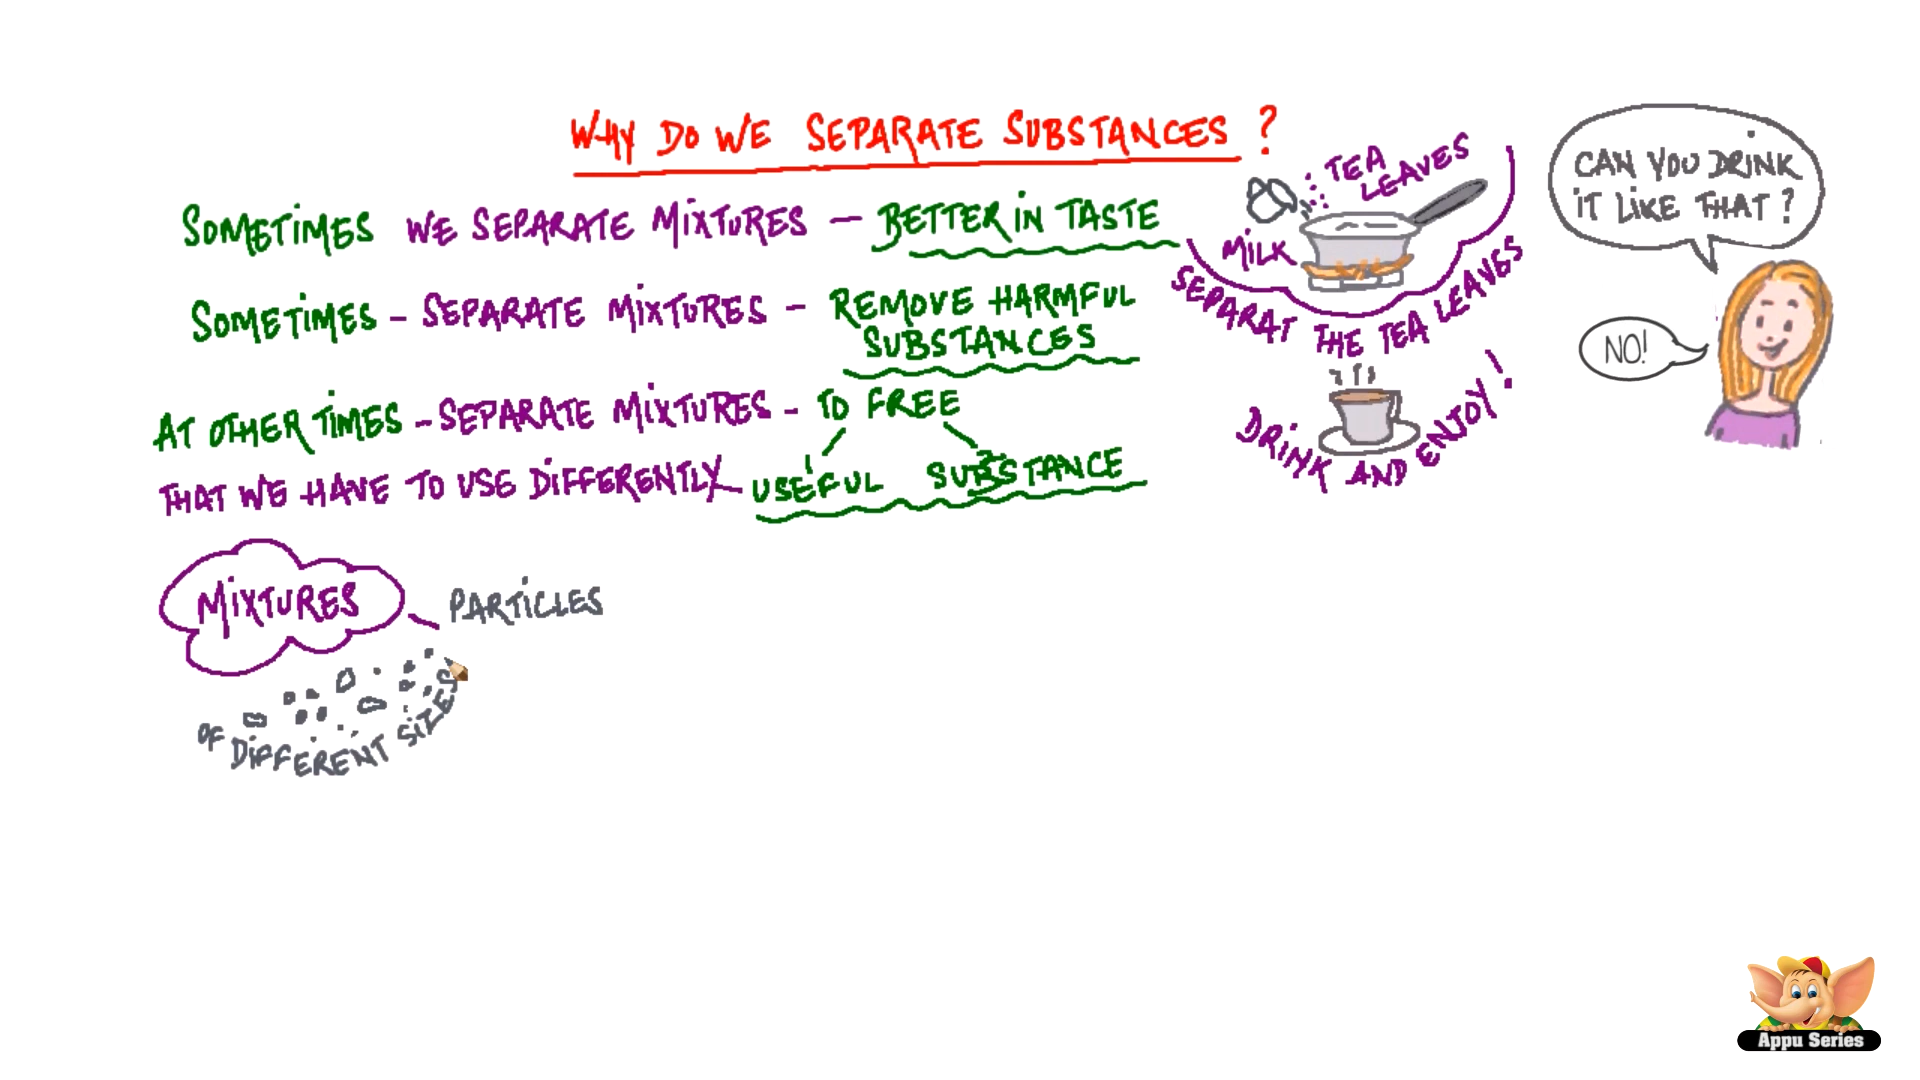 WHY DO WE SEPARATE SUBSTANCES ?
SOMETIMES WE SEPARATE MIXTURES — BETTER IN TASTE
SOMETIMES - SEPARATE MIXTURES - REMOVE HARMFUL
SUBSTANCES
AT OTHER TIMES - SEPARATE MIXTURES - TO FREE
THAT WE HAVE TO USE DIFFERENTLY USEFUL SUBSTANCE
TEA
LEAVES
MILK
SEPARAT THE TEA LEAVES
DRINK AND ENJOY!
CAN YOU DRINK
IT LIKE THAT?
NO!
MIXTURES
PARTICLES
OF DIFFERENT SIZES
Appu Series